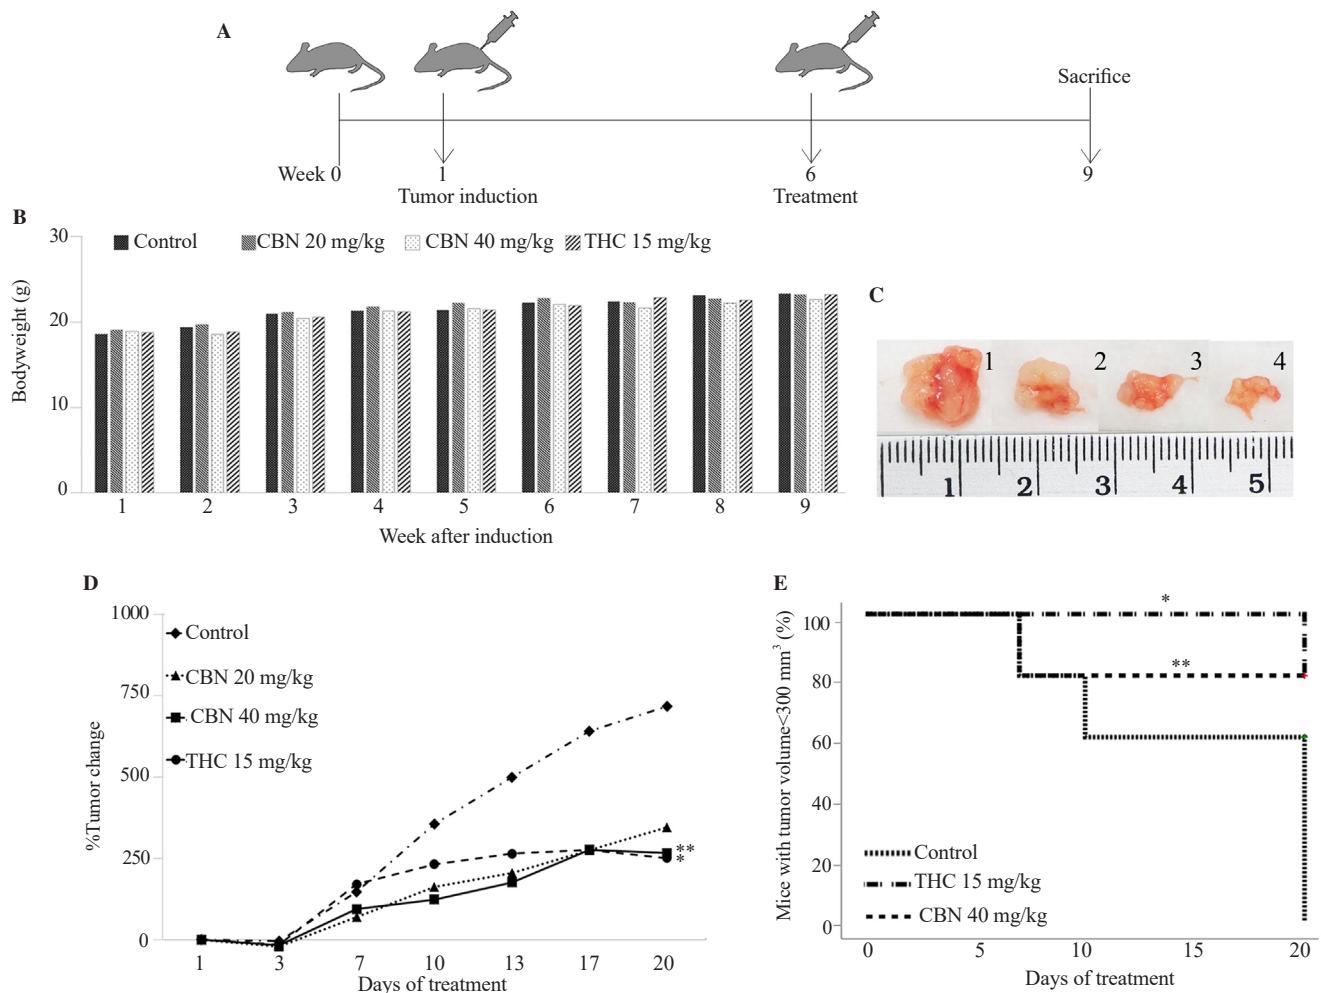 A
Sacrifice
Week 0 1 6 9
Tumor induction Treatment
B
Control CBN 20 mg/kg CBN 40 mg/kg THC 15 mg/kg
Bodyweight (g)
30
20
10
0
1 2 3 4 5 6 7 8 9
Week after induction
C
1 2 3 4
1 2 3 4 5
D
%Tumor change
1000
750
500
250
0
Control
CBN 20 mg/kg
CBN 40 mg/kg
THC 15 mg/kg
**
*
1 3 7 10 13 17 20
Days of treatment
E
Mice with tumor volume<300 mm³ (%)
100
80
60
40
20
0
*
**
Control
THC 15 mg/kg
CBN 40 mg/kg
0 5 10 15 20
Days of treatment